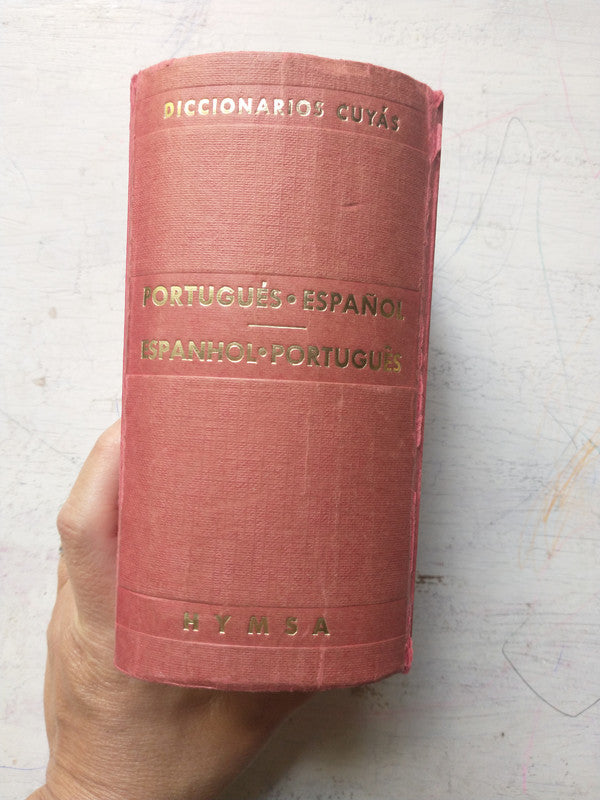 DICCIONARIOS CUYÁS
PORTUGUÉS • ESPAÑOL
ESPANHOL • PORTUGUÊS
HYMSA